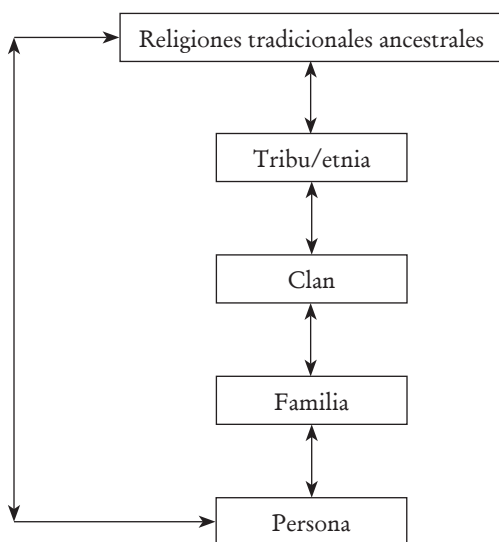 Religiones tradicionales ancestrales
Tribu/etnia
Clan
Familia
Persona